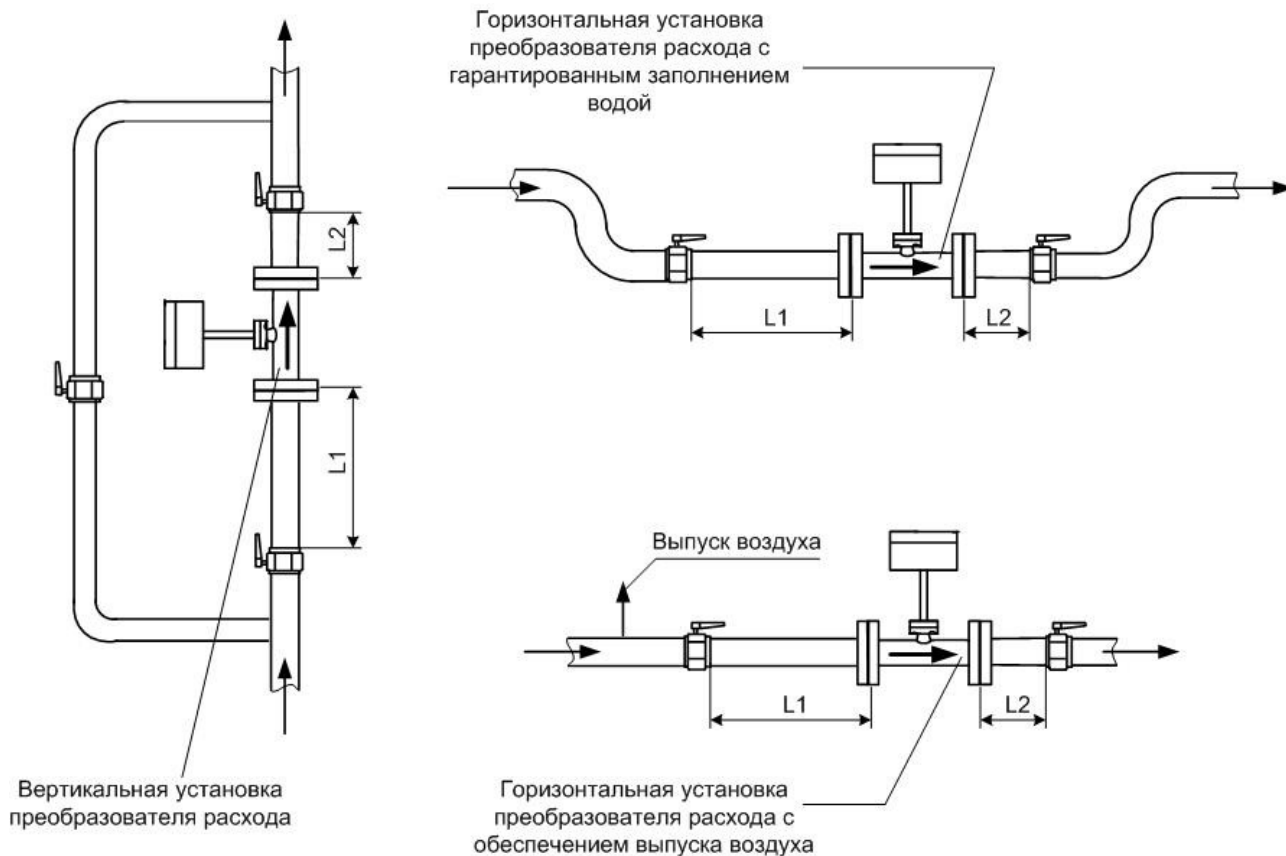 Горизонтальная установка
преобразователя расхода с
гарантированным заполнением
водой
L2
L1
L1
L2
Выпуск воздуха
L1
L2
Вертикальная установка
преобразователя расхода
Горизонтальная установка
преобразователя расхода с
обеспечением выпуска воздуха